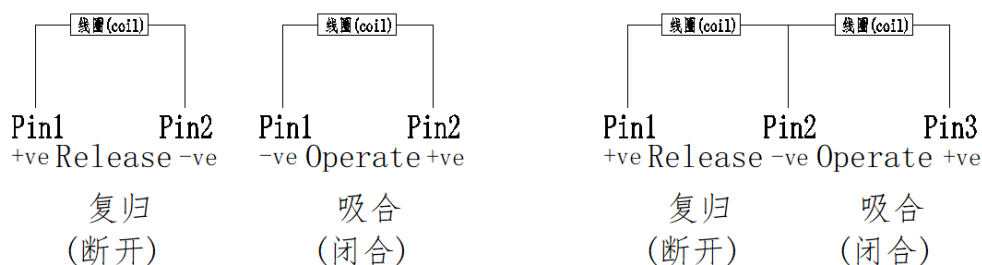 线圈(coil) 线圈(coil) 线圈(coil) 线圈(coil)
Pin1 Pin2 Pin1 Pin2 Pin1 Pin2 Pin3
+ve Release -ve -ve Operate +ve +ve Release -ve Operate +ve
复归 吸合 复归 吸合
(断开) (闭合) (断开) (闭合)